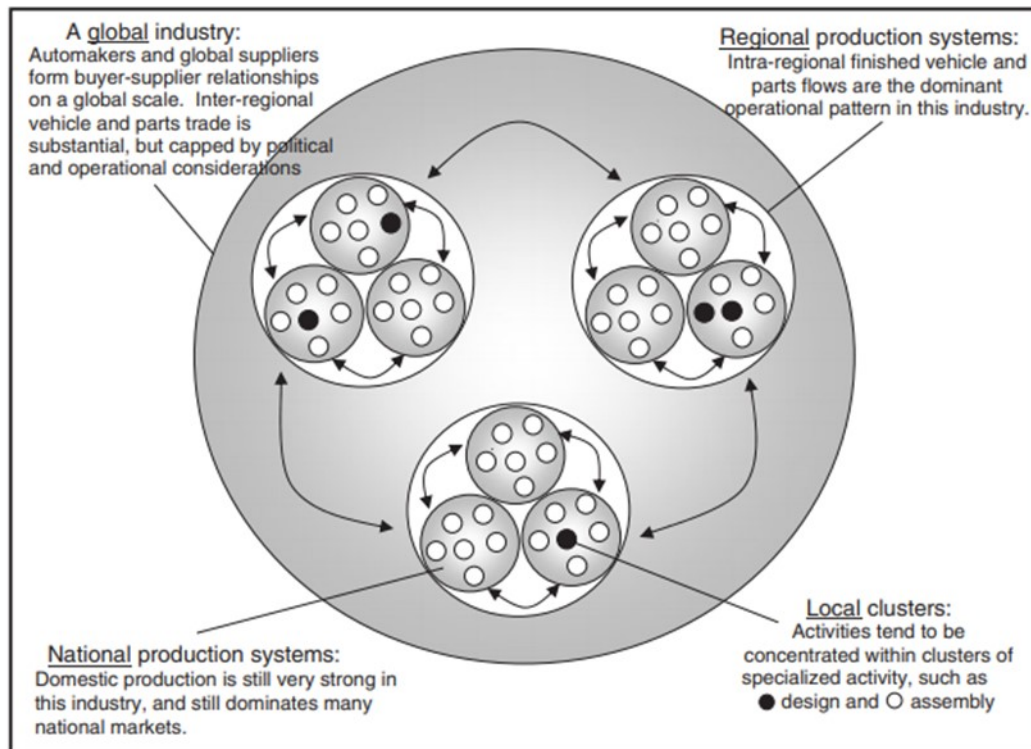 A global industry:
Automakers and global suppliers
form buyer-supplier relationships
on a global scale.  Inter-regional
vehicle and parts trade is
substantial, but capped by political
and operational considerations
Regional production systems:
Intra-regional finished vehicle and
parts flows are the dominant
operational pattern in this industry.
National production systems:
Domestic production is still very strong in
this industry, and still dominates many
national markets.
Local clusters:
Activities tend to be
concentrated within clusters of
specialized activity, such as
● design and ○ assembly